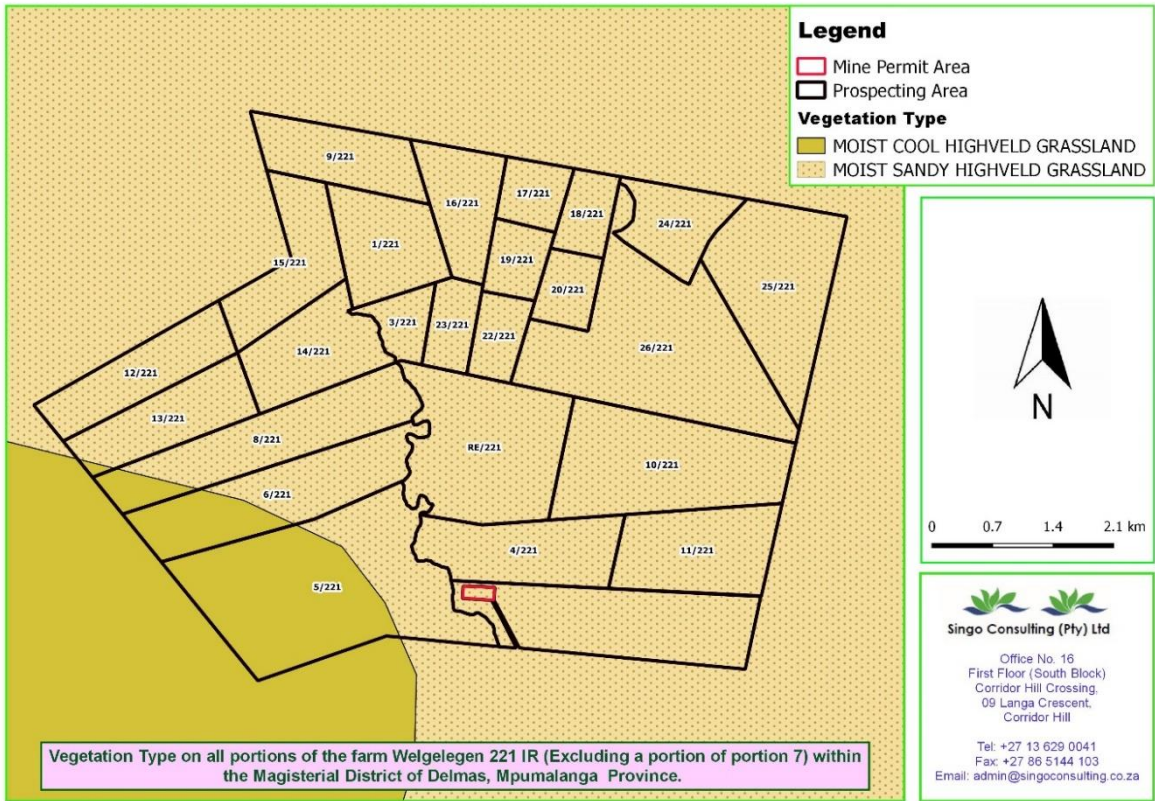 Legend
Mine Permit Area
Prospecting Area
Vegetation Type
MOIST COOL HIGHVELD GRASSLAND
MOIST SANDY HIGHVELD GRASSLAND
9/221
16/221
17/221
18/221
24/221
1/221
15/221
19/221
20/221
25/221
3/221
23/221
22/221
26/221
14/221
12/221
13/221
8/221
RE/221
10/221
6/221
4/221
11/221
5/221
N
0 0.7 1.4 2.1 km
Singo Consulting (Pty) Ltd
Office No. 16
First Floor (South Block)
Corridor Hill Crossing,
09 Langa Crescent,
Corridor Hill
Tel: +27 13 629 0041
Fax: +27 86 5144 103
Email: admin@singoconsulting.co.za
Vegetation Type on all portions of the farm Welgelegen 221 IR (Excluding a portion of portion 7) within
the Magisterial District of Delmas, Mpumalanga Province.